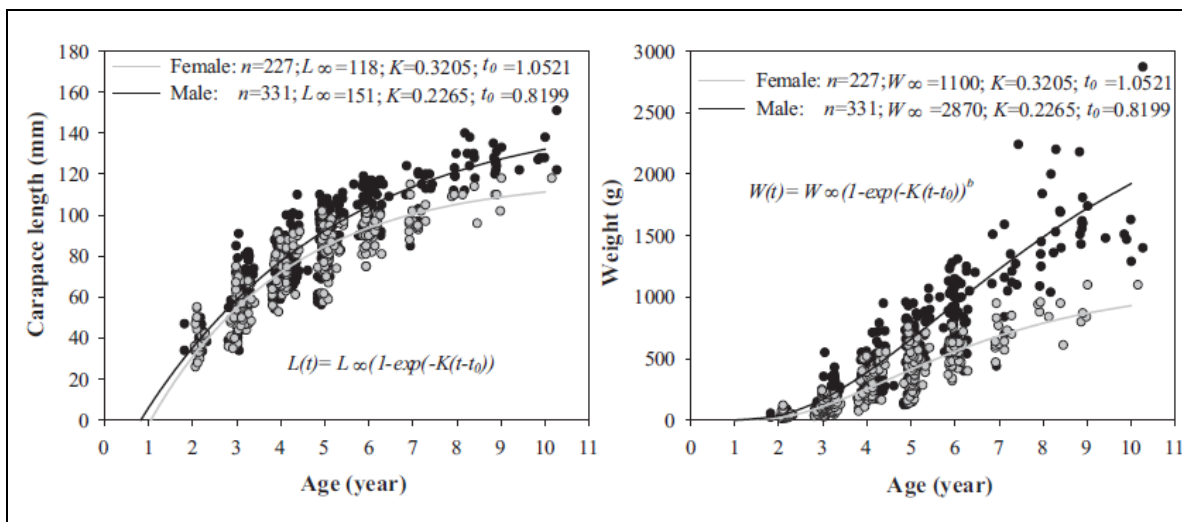 180
160
140
120
100
80
60
40
20
0
Carapace length (mm)
Female: n=227; L∞=118; K=0.3205; t0=1.0521
Male: n=331; L∞=151; K=0.2265; t0=0.8199
L(t)= L∞(1-exp(-K(t-t0))
0 1 2 3 4 5 6 7 8 9 10 11
Age (year)
3000
2500
2000
1500
1000
500
0
Weight (g)
Female: n=227; W∞=1100; K=0.3205; t0=1.0521
Male: n=331; W∞=2870; K=0.2265; t0=0.8199
W(t)= W∞(1-exp(-K(t-t0))b
0 1 2 3 4 5 6 7 8 9 10 11
Age (year)